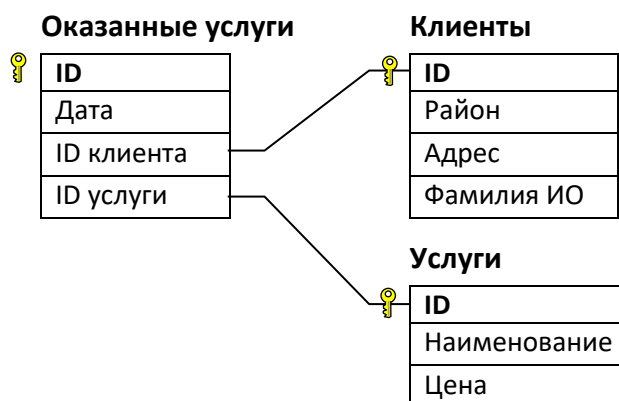 Оказанные услуги
ID
Дата
ID клиента
ID услуги
Клиенты
ID
Район
Адрес
Фамилия ИО
Услуги
ID
Наименование
Цена